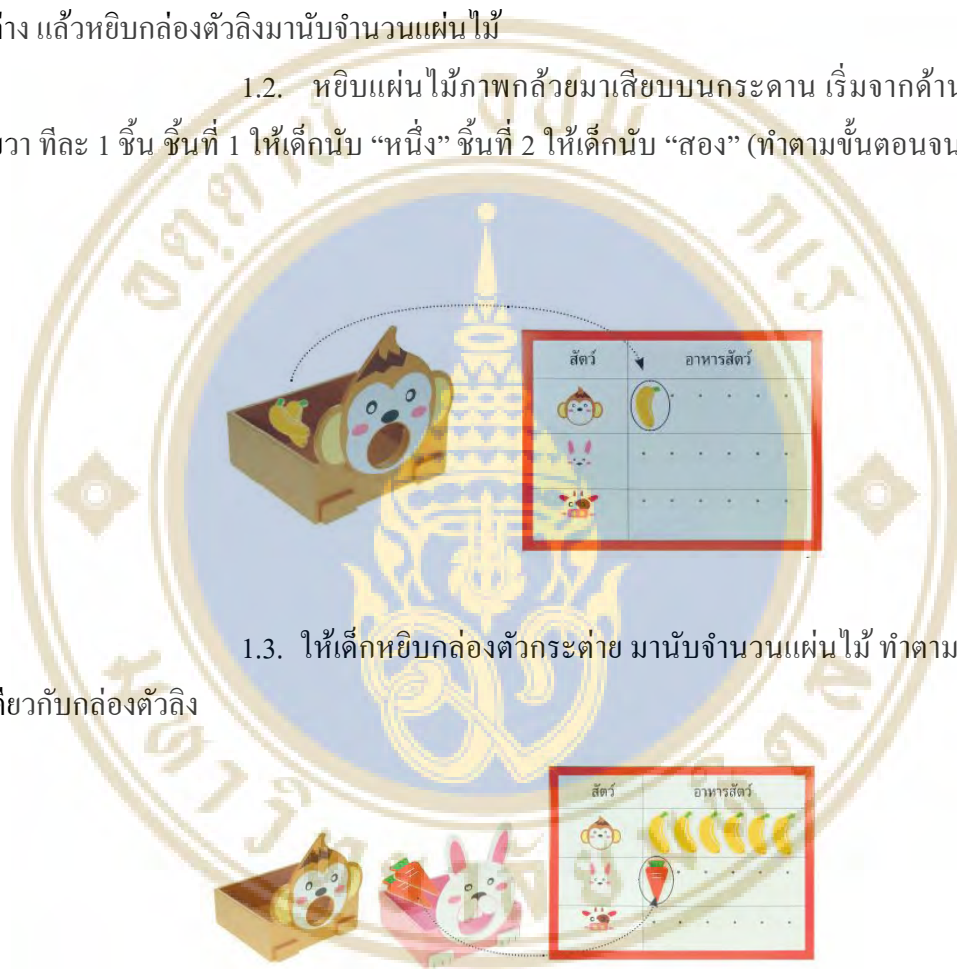 ล่าง แล้วหยิบกล่องตัวลิงมานับจำนวนแผ่นไม้
1.2. หยิบแผ่นไม้ภาพกล้วยมาเสียบบนกระดาน เริ่มจากด้าน
วา ทีละ 1 ชิ้น ชิ้นที่ 1 ให้เด็กนับ “หนึ่ง” ชิ้นที่ 2 ให้เด็กนับ “สอง” (ทำตามขั้นตอนจน
สัตว์ อาหารสัตว์
1.3. ให้เด็กหยิบกล่องตัวกระต่าย มานับจำนวนแผ่นไม้ ทำตาม
ดียวกับกล่องตัวลิง
สัตว์ อาหารสัตว์